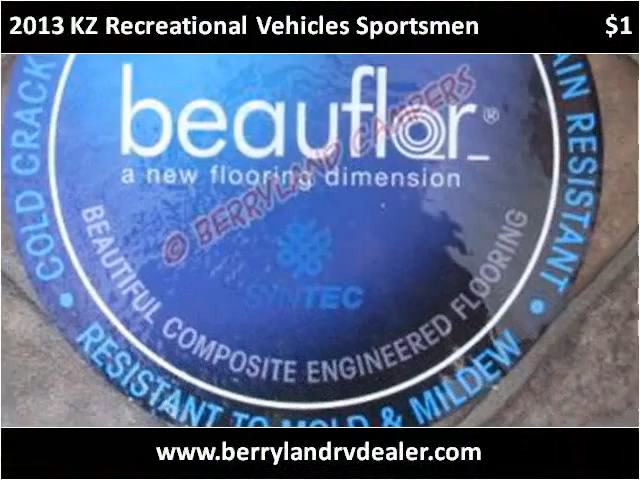 2013 KZ Recreational Vehicles Sportsmen $1
COLD CRACK
AIN RESISTANT
beauflor®
a new flooring dimension
© BERRYLAND CAMPERS
SYNTEC
BEAUTIFUL COMPOSITE ENGINEERED FLOORING
RESISTANT TO MOLD & MILDEW
www.berrylandrvdealer.com